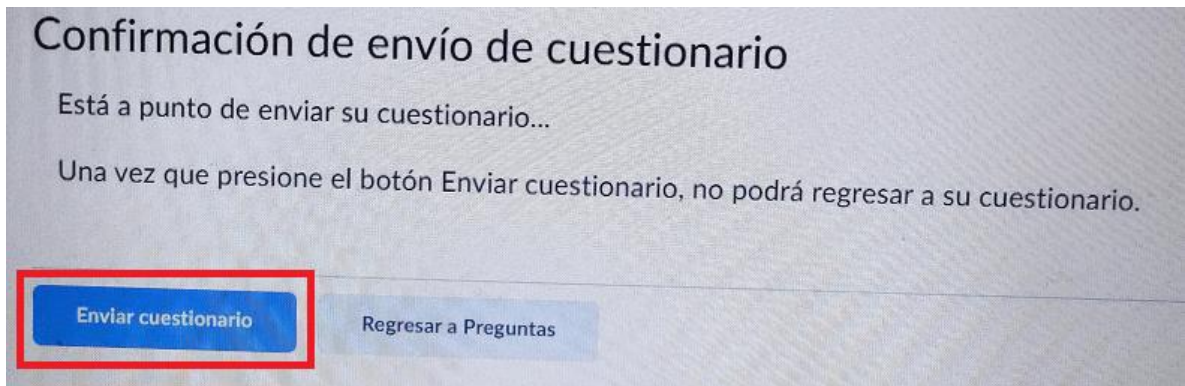 Confirmación de envío de cuestionario
Está a punto de enviar su cuestionario...
Una vez que presione el botón Enviar cuestionario, no podrá regresar a su cuestionario.
Enviar cuestionario
Regresar a Preguntas